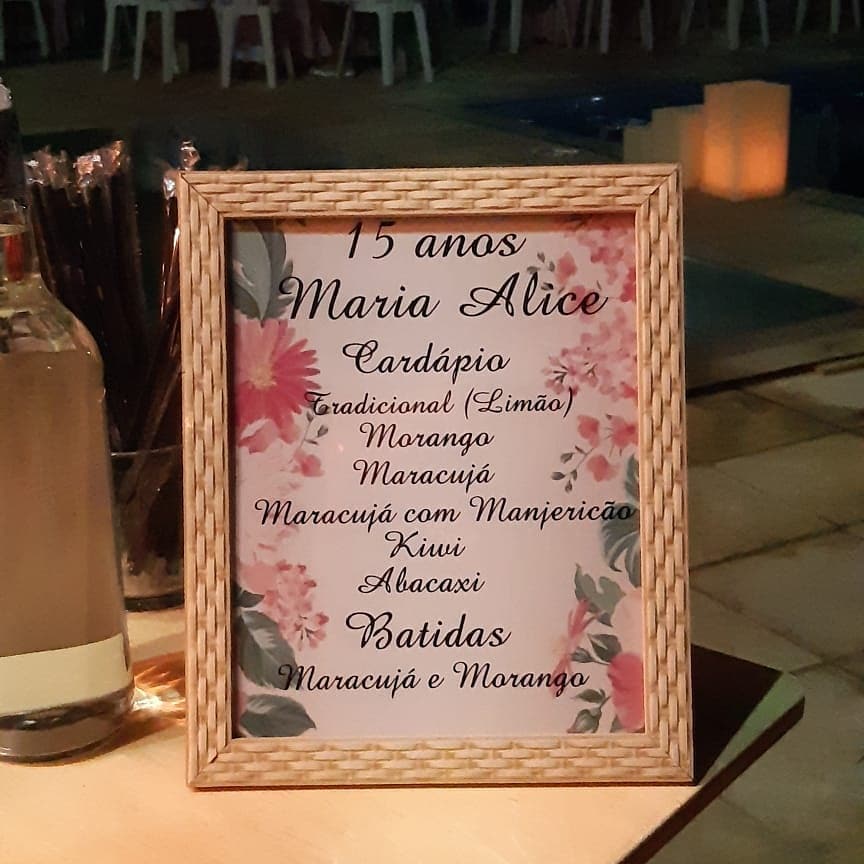 15 anos
Maria Alice
Cardápio
Tradicional (Limão)
Morango
Maracujá
Maracujá com Manjericão
Kiwi
Abacaxi
Batidas
Maracujá e Morango